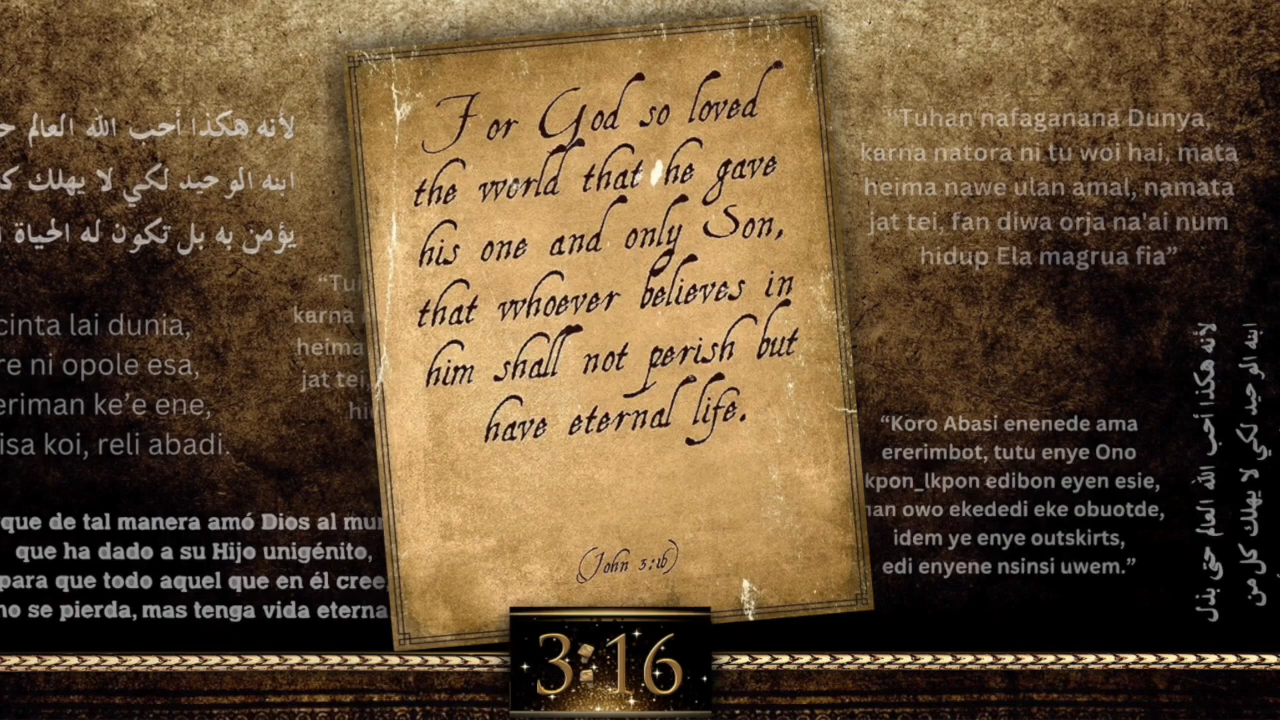 For God so loved
the world that he gave
his one and only Son,
that whoever believes in
him shall not perish but
have eternal life.
(John 3:16)
3:16
لأنه هكذا أحب الله العالم
ابنه الوحيد لكي لا يهلك
يؤمن به بل تكون له الحياة
cinta lai dunia,
re ni opole esa,
eriman ke’e ene,
isa koi, reli abadi.
que de tal manera amó Dios al
que ha dado a su Hijo unigénito,
para que todo aquel que en él cree
no se pierda, mas tenga vida eterna
karna
heima
jat tei,
“Tuhan nafaganana Dunya,
karna natora ni tu woi hai, mata
heima nawe ulan amal, namata
jat tei, fan diwa orja na'ai num
hidup Ela magrua fia”
“Koro Abasi enenede ama
ererimbot, tutu enye Ono
kpon_lkpon edibon eyen esie,
owo ekededi eke obuotde,
idem ye enye outskirts,
edi enyene nsinsi uwem.”
لأنه هكذا أحب الله العالم حتى بذل
ابنه الوحيد لكي لا يهلك كل من